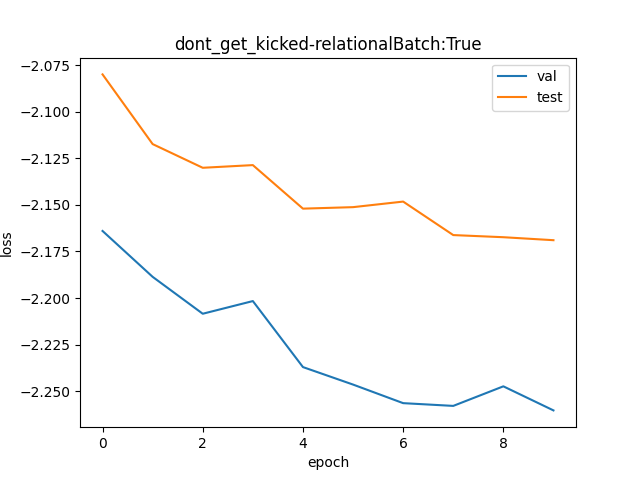 dont_get_kicked-relationalBatch:True
val
test
−2.075
−2.100
−2.125
−2.150
−2.175
−2.200
−2.225
−2.250
loss
0
2
4
6
8
epoch